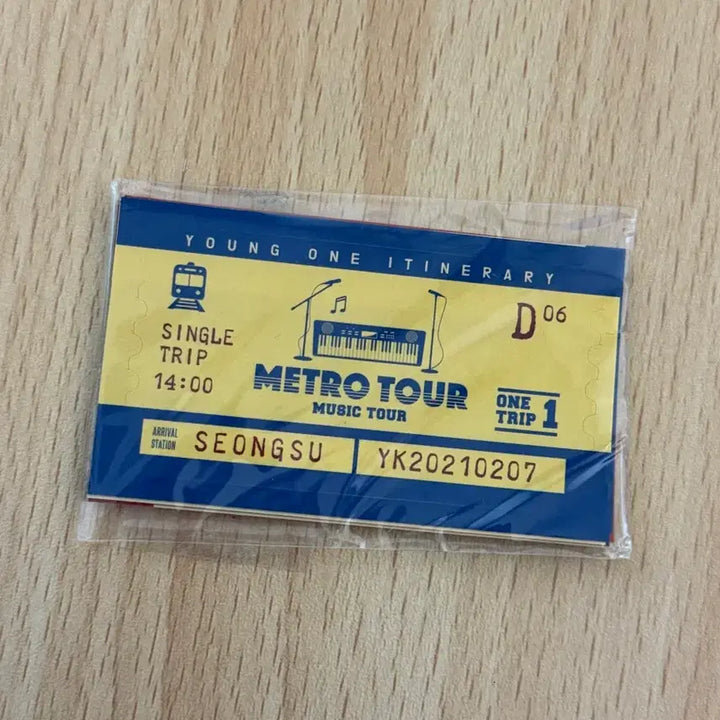 YOUNG ONE ITINERARY
SINGLE
TRIP
14:00
METRO TOUR
MUSIC TOUR
D06
ONE
TRIP 1
ARRIVAL
STATION
SEONGSU
YK20210207